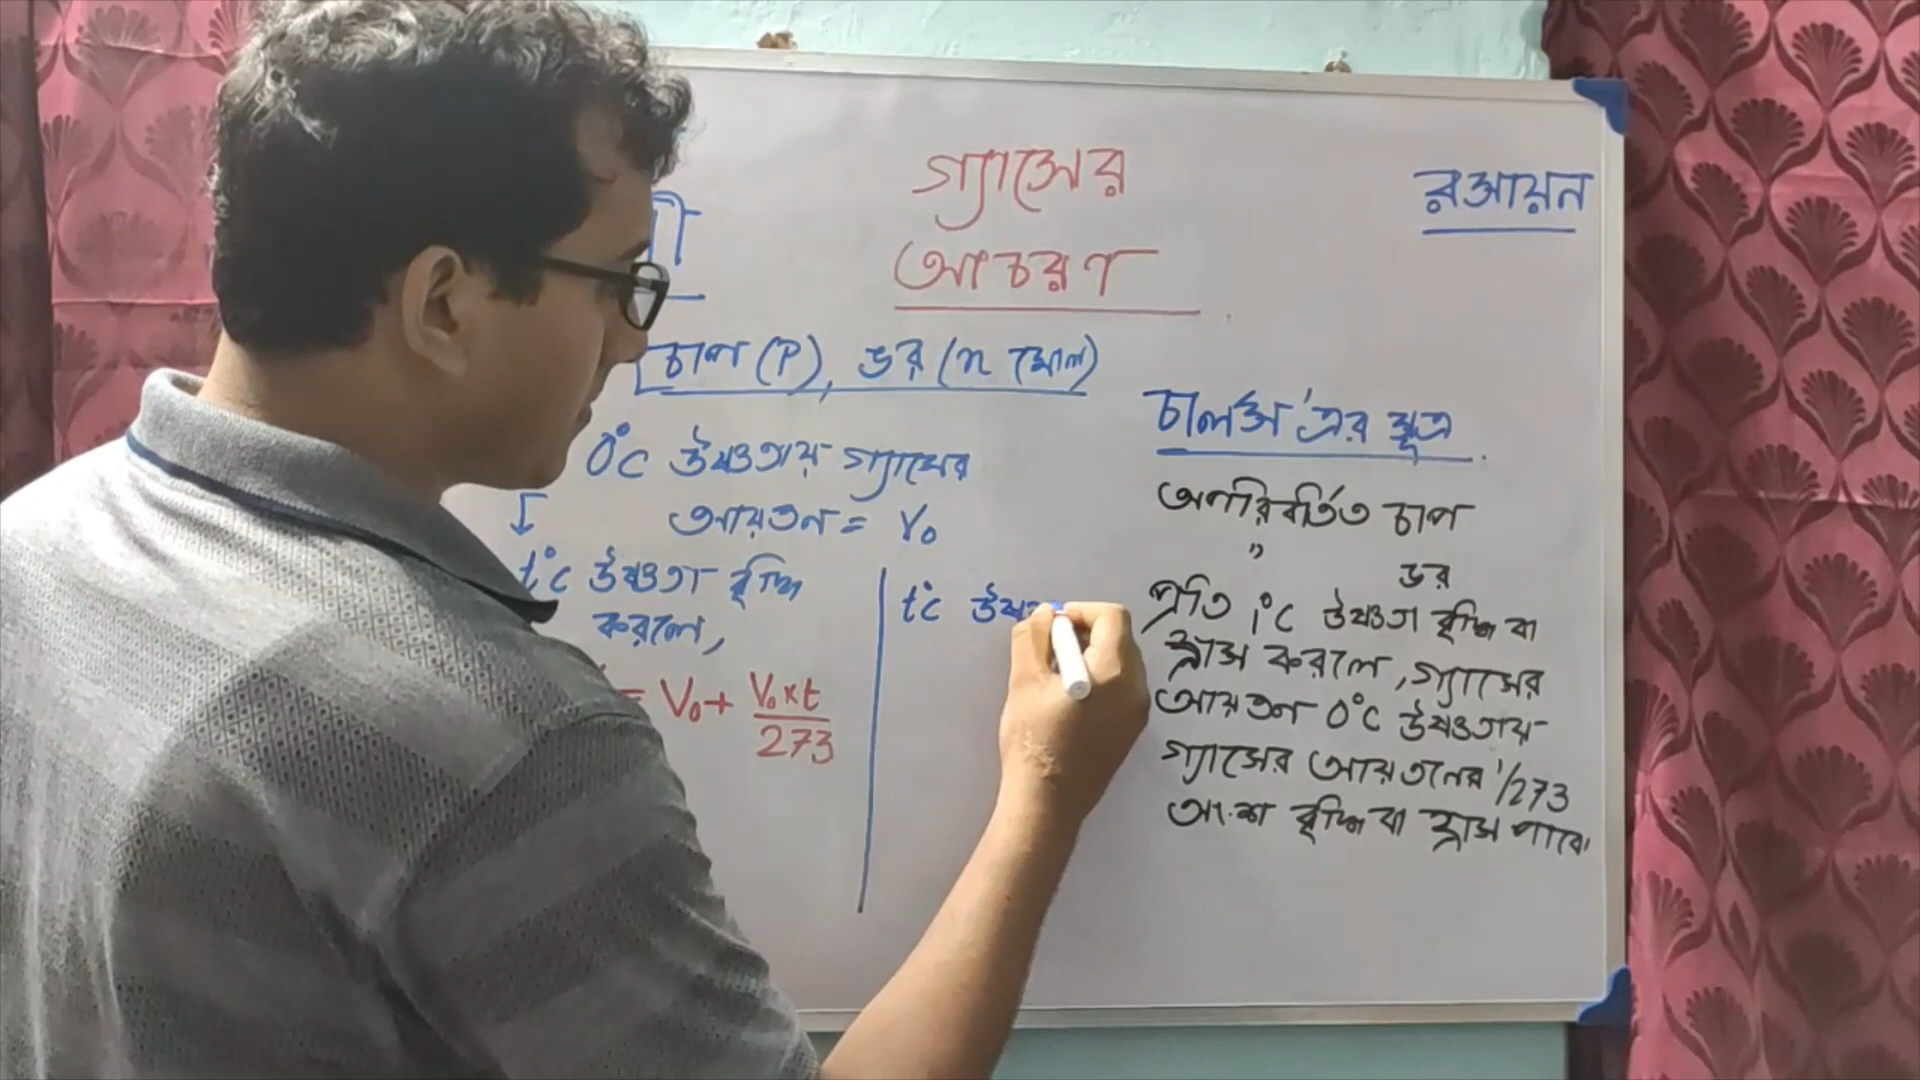 গ্যাসের
আচরণ
রসায়ন
চাপ (P), ভর (n মোল)
0°C উষ্ণতায় গ্যাসের
আয়তন = V₀
t°C উষ্ণতা বৃদ্ধি
করলে,
= V₀ + V₀×t/273
t°C
চার্লস'এর সূত্র
অপরিবর্তিত চাপ
" ভর
প্রতি 1°C উষ্ণতা বৃদ্ধি বা
হ্রাস করলে, গ্যাসের
আয়তন 0°C উষ্ণতায়
গ্যাসের আয়তনের 1/273
অংশ বৃদ্ধি বা হ্রাস পাবে।